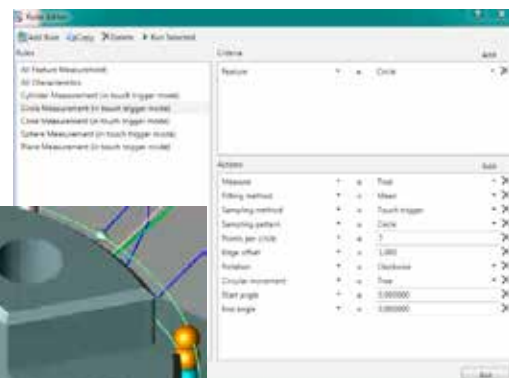 Rules Editor
Add Rule Copy Delete Run Selected
Rules
All Feature Measurements
All Characteristics
Cylinder Measurement (in touch trigger mode)
Circle Measurement (in touch trigger mode)
Cone Measurement (in touch trigger mode)
Sphere Measurement (in touch trigger mode)
Plane Measurement (in touch trigger mode)
Criteria Add
Feature = Circle
Actions Add
Measure = True
Fitting method = Mean
Sampling method = Touch trigger
Sampling pattern = Circle
Points per circle = 7
Edge offset = 1.000
Rotation = Clockwise
Circular movement = True
Start angle = 0.000000
End angle = 0.000000